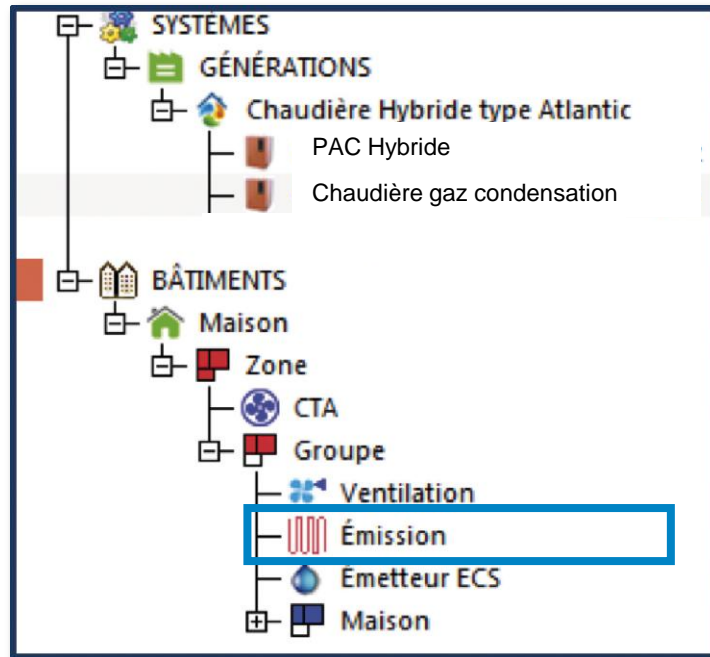 SYSTÈMES
GÉNÉRATIONS
Chaudière Hybride type Atlantic
PAC Hybride
Chaudière gaz condensation
BÂTIMENTS
Maison
Zone
CTA
Groupe
Ventilation
Émission
Émetteur ECS
Maison